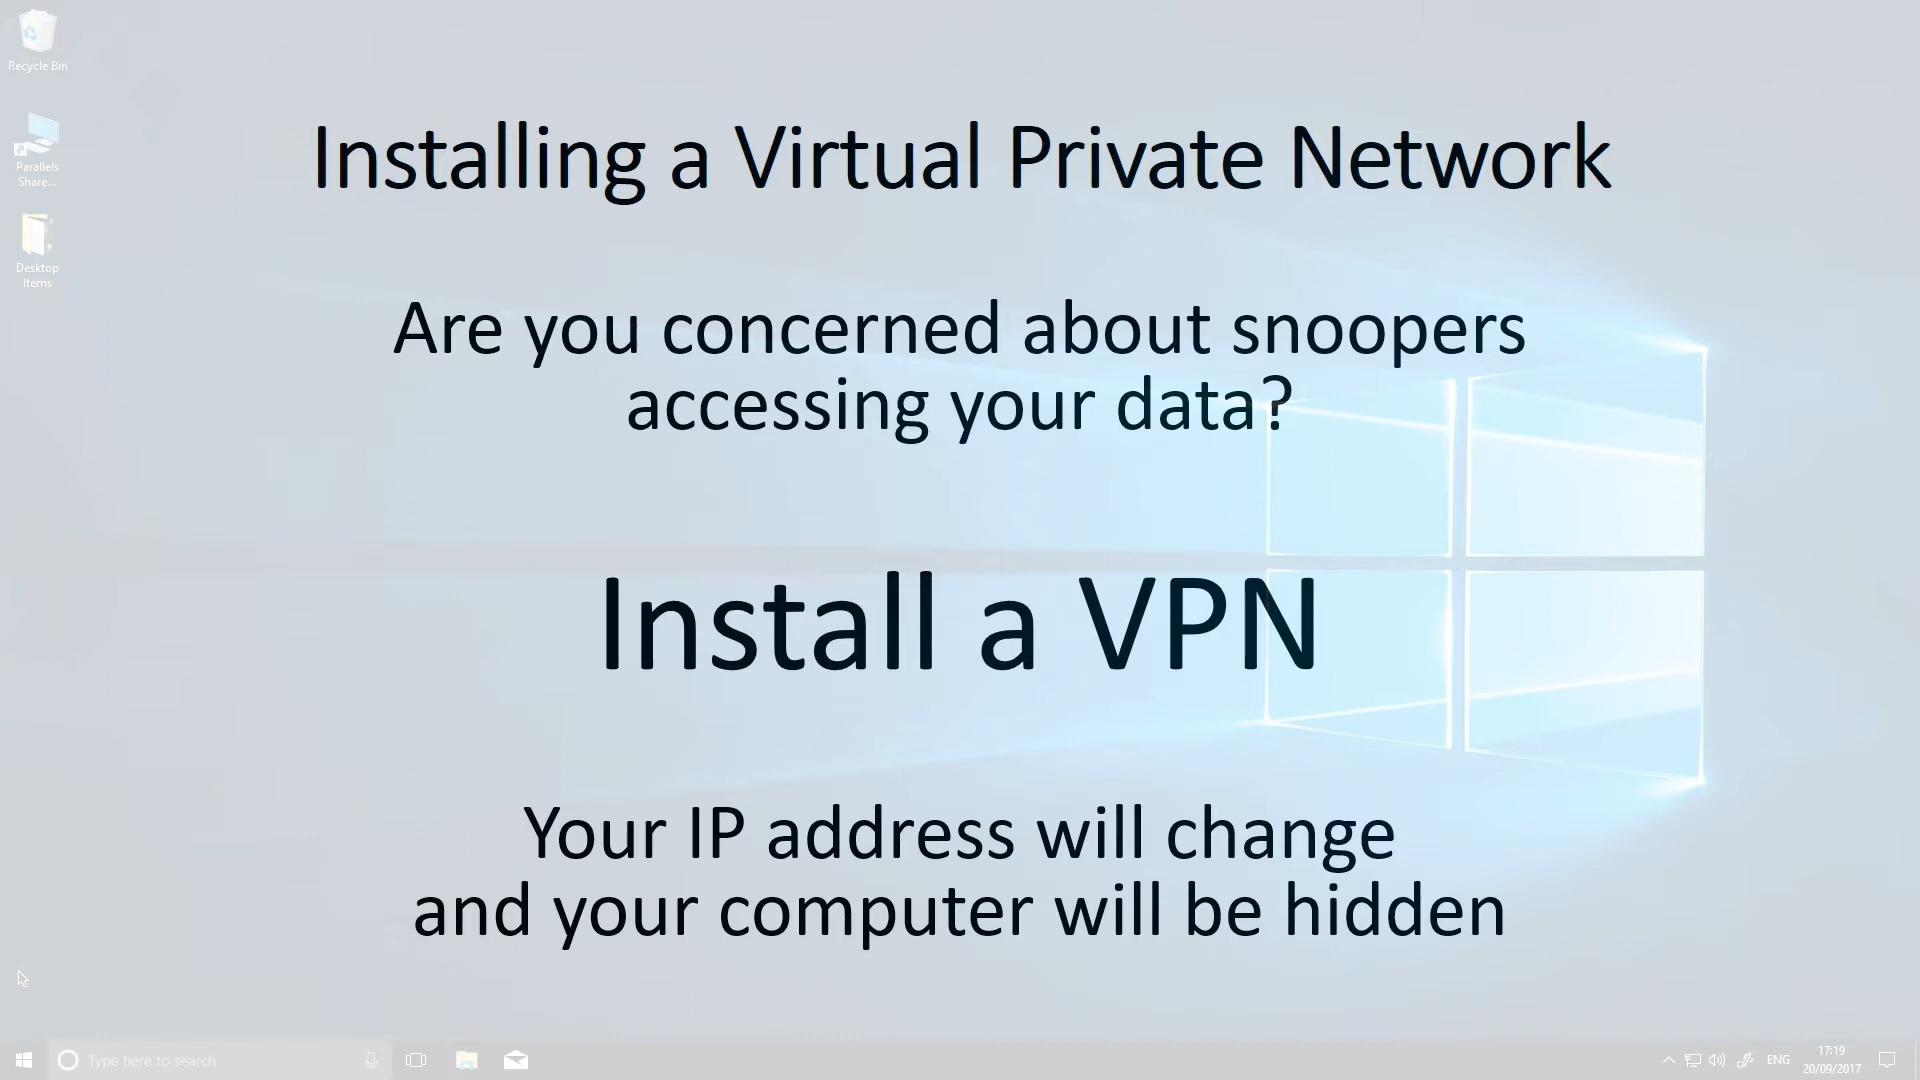 Recycle Bin
Parallels
Share...
Desktop
Items
Installing a Virtual Private Network
Are you concerned about snoopers
accessing your data?
Install a VPN
Your IP address will change
and your computer will be hidden
Type here to search
ENG
17:19
20/09/2017